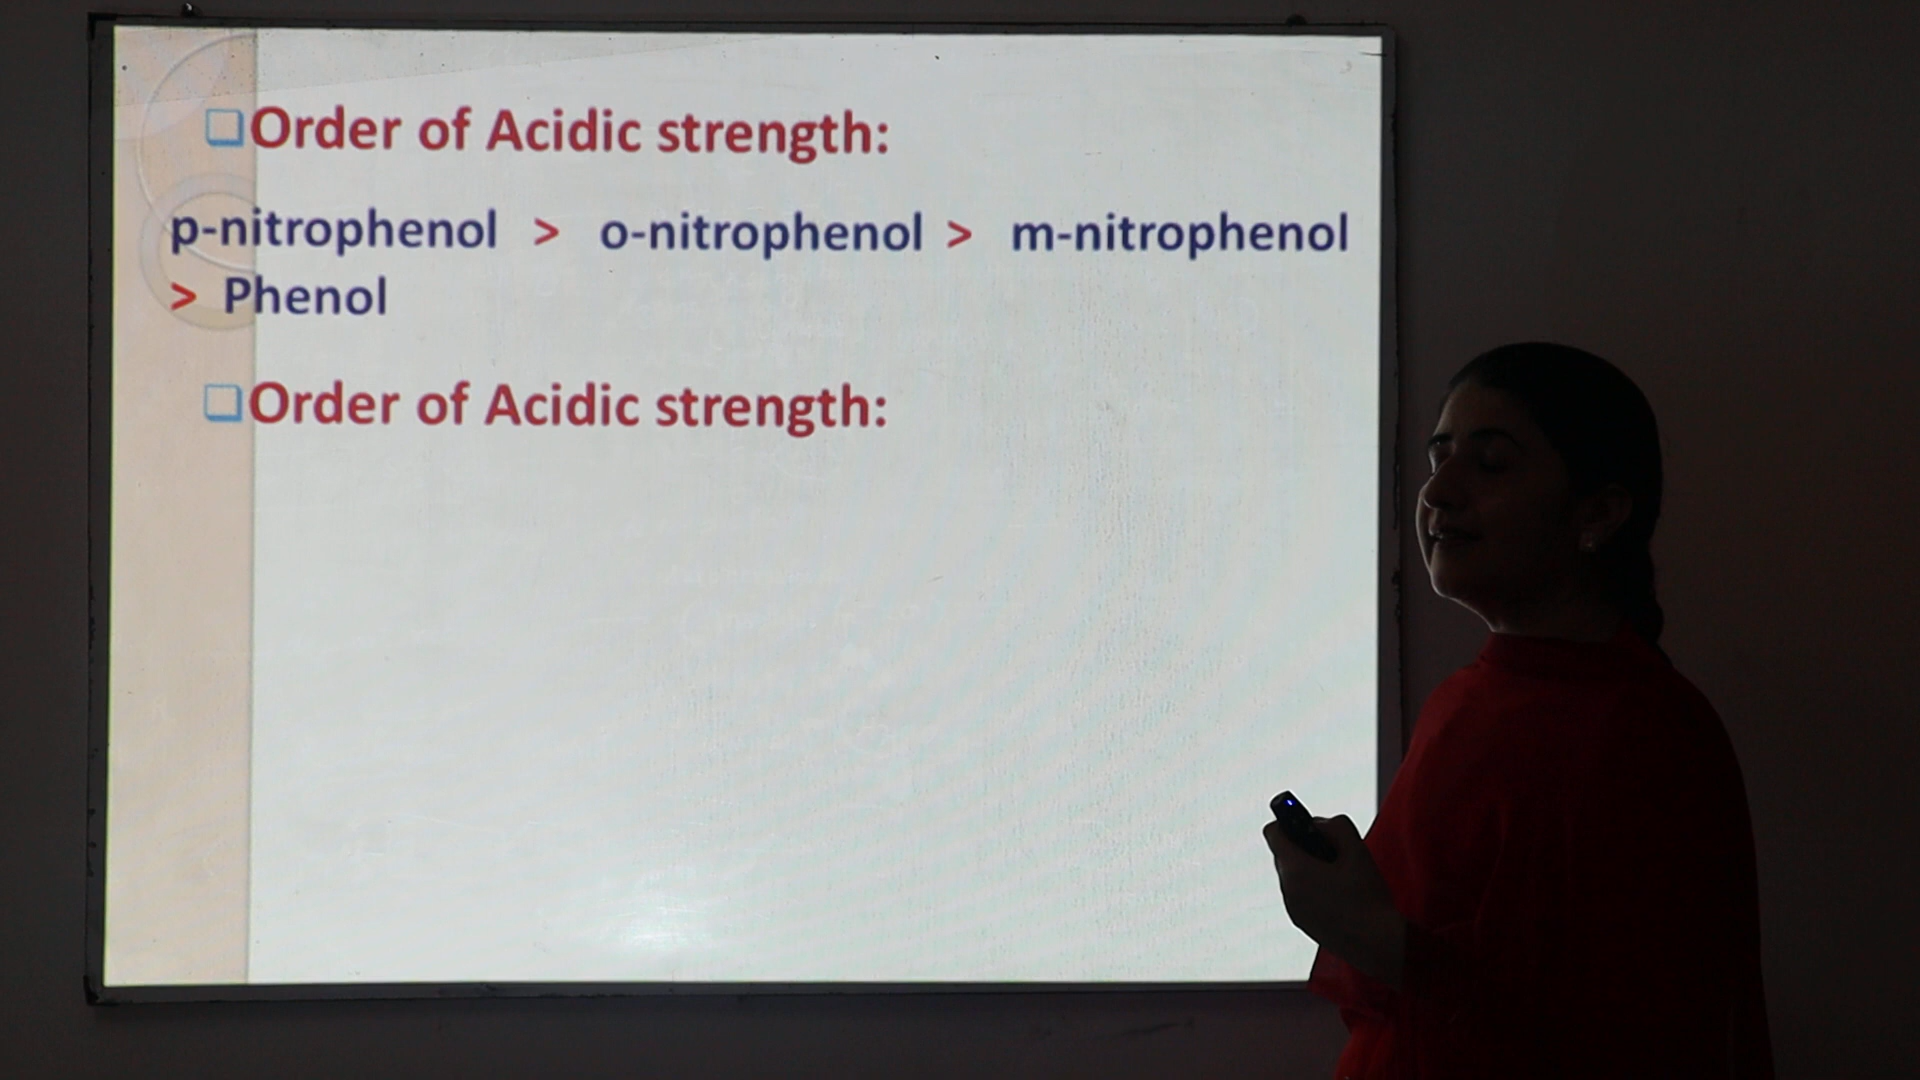 Order of Acidic strength:
p-nitrophenol > o-nitrophenol > m-nitrophenol
> Phenol
Order of Acidic strength: